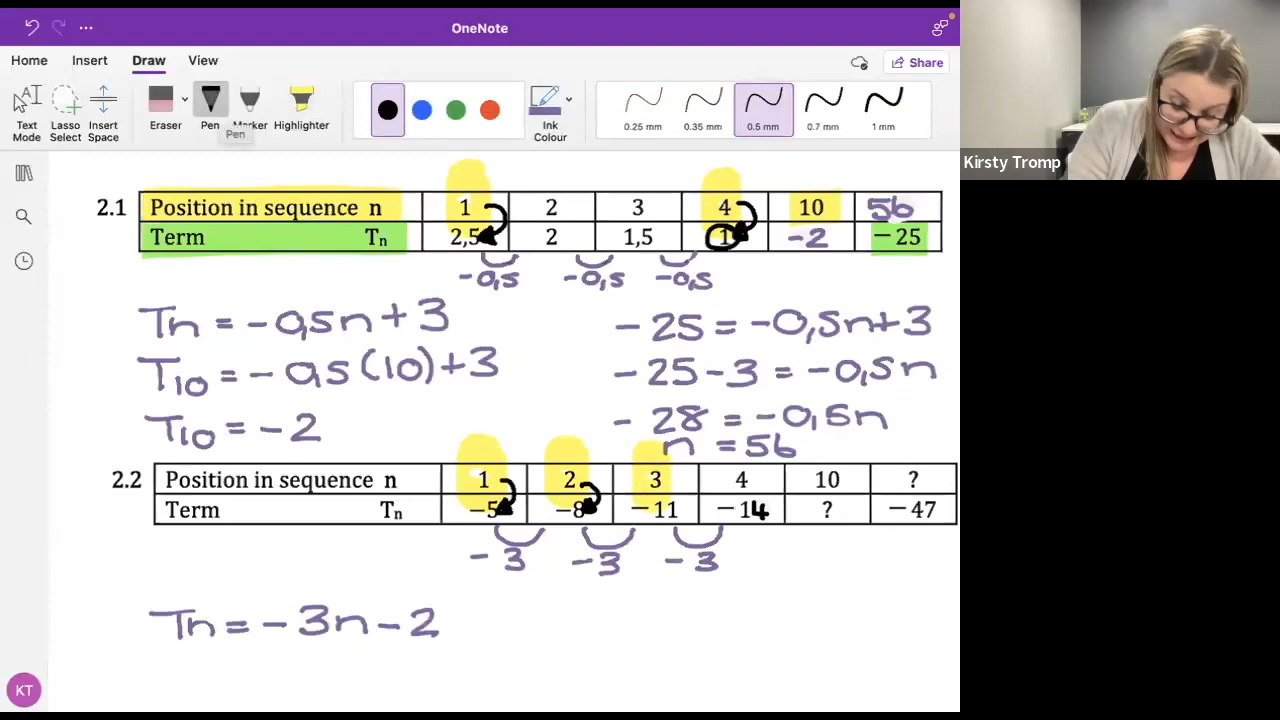 OneNote
Home Insert Draw View
Share
Text Mode
Lasso Select
Insert Space
Eraser
Pen
Marker
Highlighter
Pen
Ink Colour
0.25 mm
0.35 mm
0.5 mm
0.7 mm
1 mm
Kirsty Tromp
2.1 Position in sequence n 1 2 3 4 10 56
Term Tn 2,5 2 1,5 1 -2 -25
-0,5 -0,5 -0,5
Tn = -0,5n + 3
-25 = -0,5n+3
T10 = -0,5(10)+3
-25-3 = -0,5n
T10 = -2
-28 = -0,5n
n = 56
2.2 Position in sequence n 1 2 3 4 10 ?
Term Tn -5 -8 -11 -14 ? -47
-3 -3 -3
Tn = -3n-2
KT